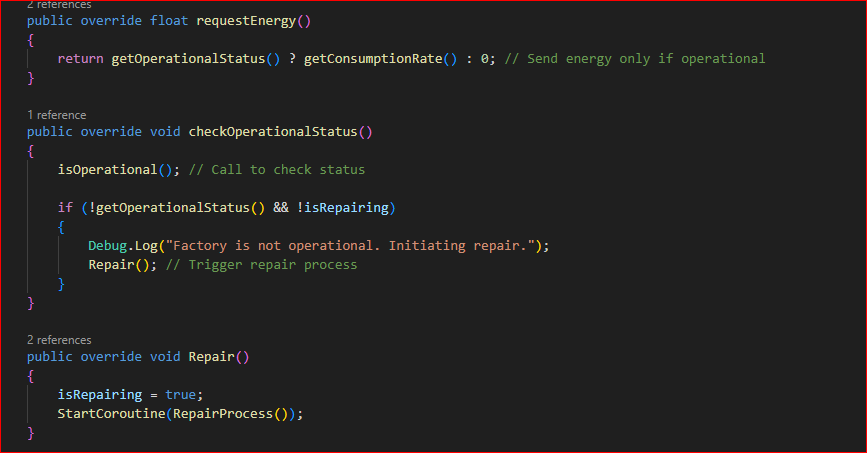 2 references
public override float requestEnergy()
{
return getOperationalStatus() ? getConsumptionRate() : 0; // Send energy only if operational
}
1 reference
public override void checkOperationalStatus()
{
isOperational(); // Call to check status
if (!getOperationalStatus() && !isRepairing)
{
Debug.Log("Factory is not operational. Initiating repair.");
Repair(); // Trigger repair process
}
}
2 references
public override void Repair()
{
isRepairing = true;
StartCoroutine(RepairProcess());
}